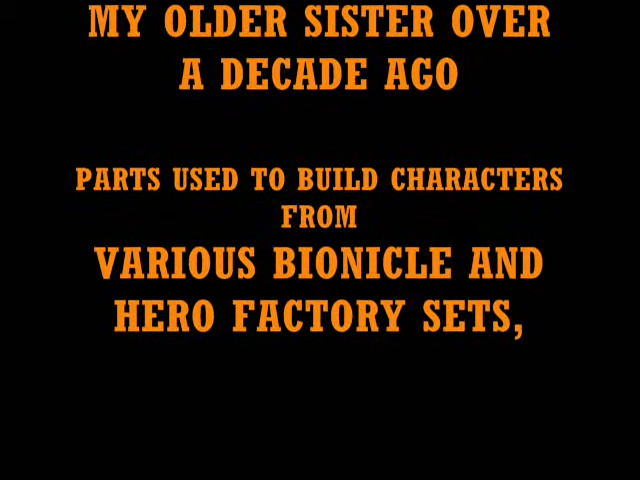 MY OLDER SISTER OVER
A DECADE AGO
PARTS USED TO BUILD CHARACTERS
FROM
VARIOUS BIONICLE AND
HERO FACTORY SETS,